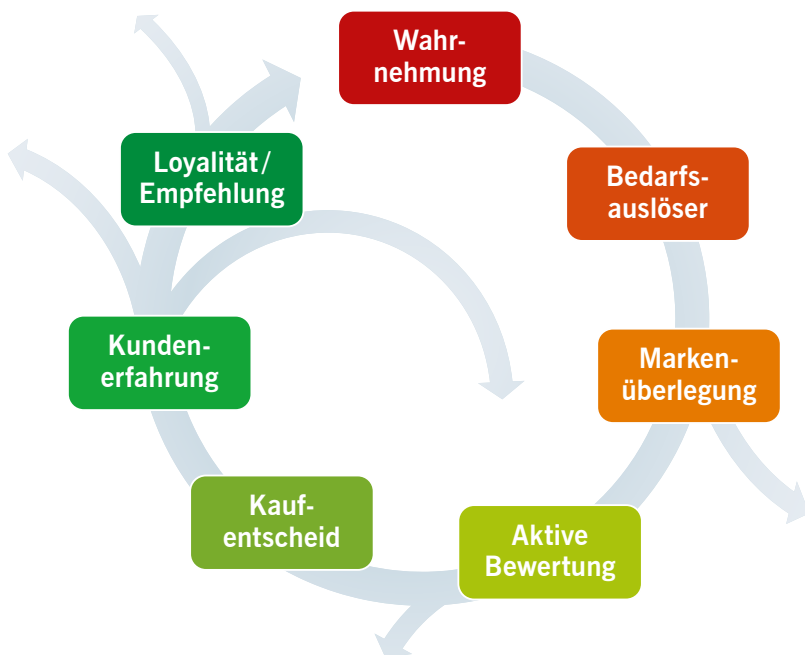 Wahr-
nehmung
Bedarfs-
auslöser
Marken-
überlegung
Aktive
Bewertung
Kauf-
entscheid
Kunden-
erfahrung
Loyalität/
Empfehlung